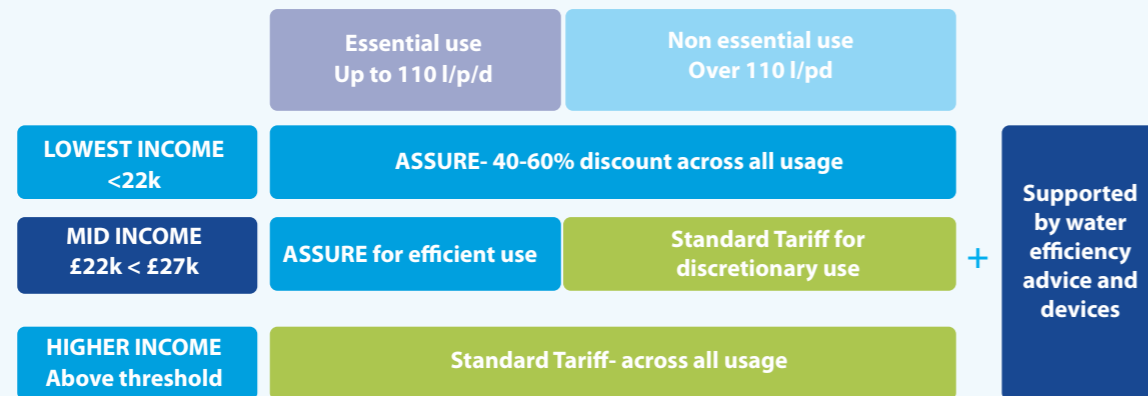 Essential use
Up to 110 l/p/d
Non essential use
Over 110 l/pd
LOWEST INCOME
<22k
ASSURE- 40-60% discount across all usage
MID INCOME
£22k < £27k
ASSURE for efficient use
Standard Tariff for
discretionary use
HIGHER INCOME
Above threshold
Standard Tariff- across all usage
+
Supported
by water
efficiency
advice and
devices